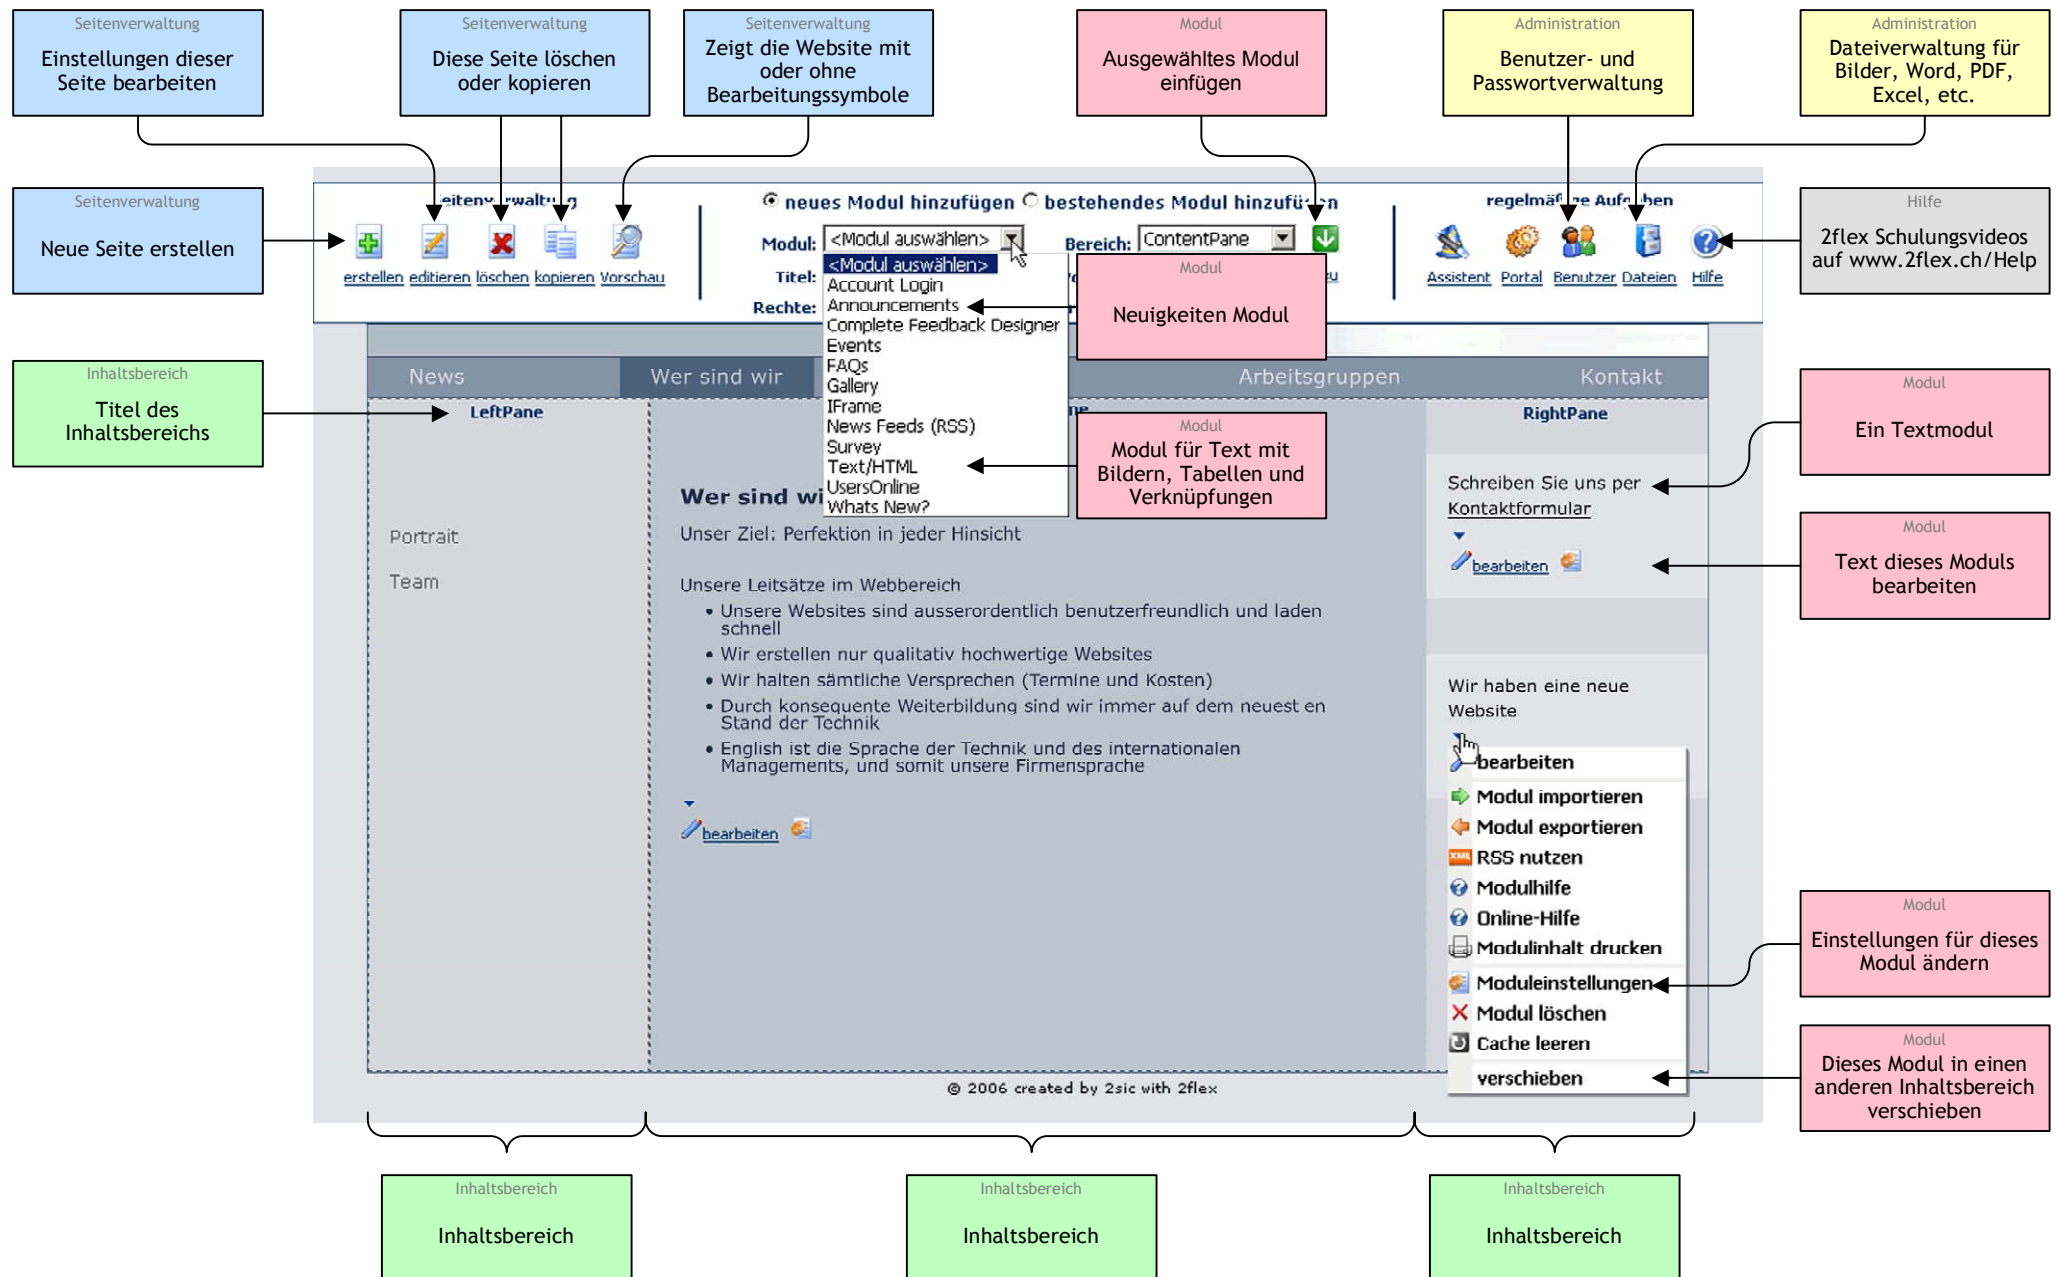 Seitenverwaltung
Einstellungen dieser
Seite bearbeiten
Seitenverwaltung
Diese Seite löschen
oder kopieren
Seitenverwaltung
Zeigt die Website mit
oder ohne
Bearbeitungssymbole
Modul
Ausgewähltes Modul
einfügen
Administration
Benutzer- und
Passwortverwaltung
Administration
Dateiverwaltung für
Bilder, Word, PDF,
Excel, etc.
Seitenverwaltung
Neue Seite erstellen
erstellen editieren löschen kopieren Vorschau
neues Modul hinzufügen bestehendes Modul hinzufügen
Modul: <Modul auswählen> Bereich: ContentPane
Titel:
Rechte:
<Modul auswählen>
Account Login
Announcements
Complete Feedback Designer
Events
FAQs
Gallery
IFrame
News Feeds (RSS)
Survey
Text/HTML
UsersOnline
Whats New?
Modul
Neuigkeiten Modul
Modul
Modul für Text mit
Bildern, Tabellen und
Verknüpfungen
regelmäßige Aufgaben
Assistent Portal Benutzer Dateien Hilfe
Hilfe
2flex Schulungsvideos
auf www.2flex.ch/Help
News Wer sind wir Arbeitsgruppen Kontakt
Inhaltsbereich
Titel des
Inhaltsbereichs
LeftPane
Portrait
Team
Wer sind wi
Unser Ziel: Perfektion in jeder Hinsicht
Unsere Leitsätze im Webbereich
• Unsere Websites sind ausserordentlich benutzerfreundlich und laden
schnell
• Wir erstellen nur qualitativ hochwertige Websites
• Wir halten sämtliche Versprechen (Termine und Kosten)
• Durch konsequente Weiterbildung sind wir immer auf dem neuest en
Stand der Technik
• English ist die Sprache der Technik und des internationalen
Managements, und somit unsere Firmensprache
bearbeiten
RightPane
Schreiben Sie uns per
Kontaktformular
bearbeiten
Wir haben eine neue
Website
bearbeiten
Modul importieren
Modul exportieren
XML RSS nutzen
Modulhilfe
Online-Hilfe
Modulinhalt drucken
Moduleinstellungen
Modul löschen
Cache leeren
verschieben
Modul
Ein Textmodul
Modul
Text dieses Moduls
bearbeiten
Modul
Einstellungen für dieses
Modul ändern
Modul
Dieses Modul in einen
anderen Inhaltsbereich
verschieben
© 2006 created by 2sic with 2flex
Inhaltsbereich
Inhaltsbereich
Inhaltsbereich
Inhaltsbereich
Inhaltsbereich
Inhaltsbereich